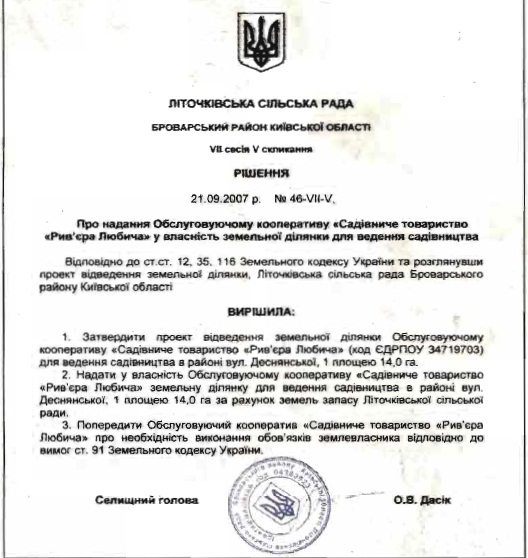 ЛІТОЧКІВСЬКА СІЛЬСЬКА РАДА
БРОВАРСЬКИЙ РАЙОН КИЇВСЬКОЇ ОБЛАСТІ
VII сесія V скликання
РІШЕННЯ
21.09.2007 р. № 46-VII-V.
Про надання Обслуговуючому кооперативу «Садівниче товариство
«Рив'єра Любича» у власність земельної ділянки для ведення садівництва
Відповідно до ст.ст. 12, 35, 116 Земельного кодексу України та розглянувши
проект відведення земельної ділянки, Літочківська сільська рада Броварського
району Київської області
ВИРІШИЛА:
1. Затвердити проект відведення земельної ділянки Обслуговуючому
кооперативу «Садівниче товариство «Рив'єра Любича» (код ЄДРПОУ 34719703)
для ведення садівництва в районі вул. Деснянської, 1 площею 14,0 га.
2. Надати у власність Обслуговуючому кооперативу «Садівниче товариство
«Рив'єра Любича» земельну ділянку для ведення садівництва в районі вул.
Деснянської, 1 площею 14,0 га за рахунок земель запасу Літочківської сільської
ради.
3. Попередити Обслуговуючий кооператив «Садівниче товариство «Рив'єра
Любича» про необхідність виконання обов'язків землевласника відповідно до
вимог ст. 91 Земельного кодексу України.
Селищний голова О.В. Дасік